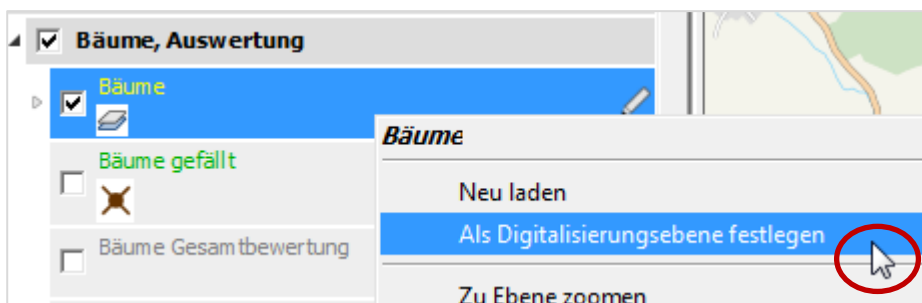 Bäume, Auswertung
Bäume
Bäume
Bäume gefällt
Neu laden
Als Digitalisierungsebene festlegen
Bäume Gesamtbewertung
Zu Ebene zoomen